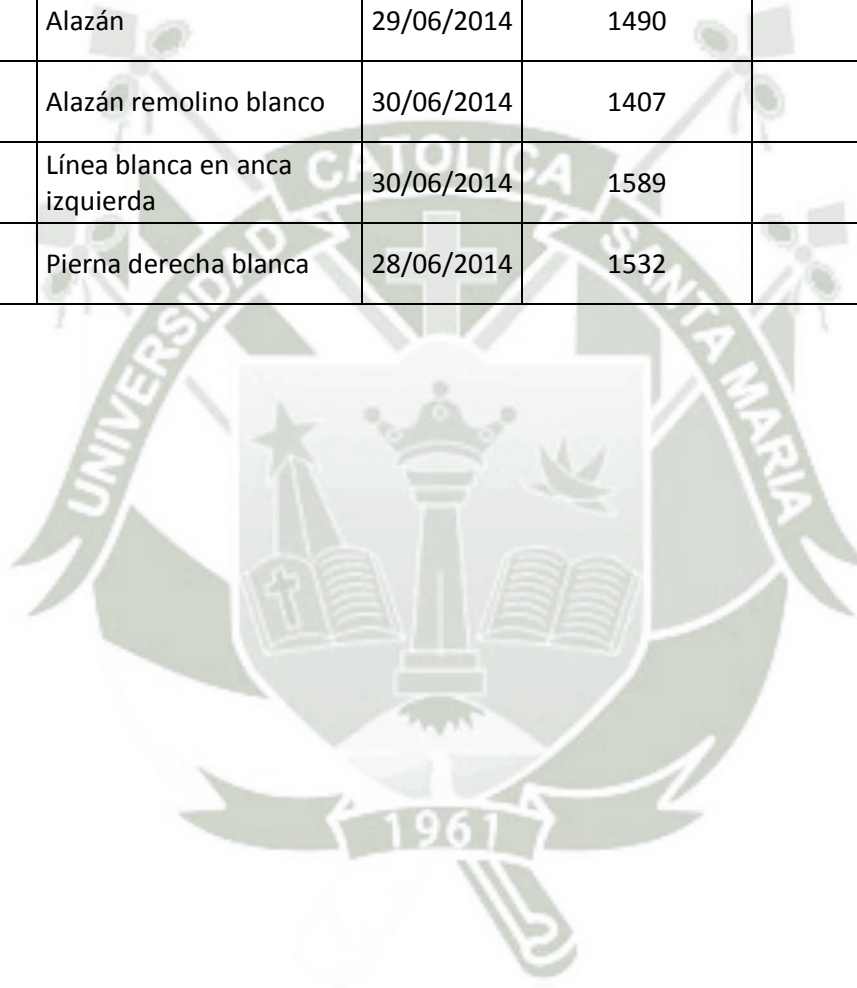 Alazán 29/06/2014 1490
Alazán remolino blanco 30/06/2014 1407
Línea blanca en anca
izquierda 30/06/2014 1589
Pierna derecha blanca 28/06/2014 1532
UNIVERSIDAD CATOLICA SANTA MARIA
1961